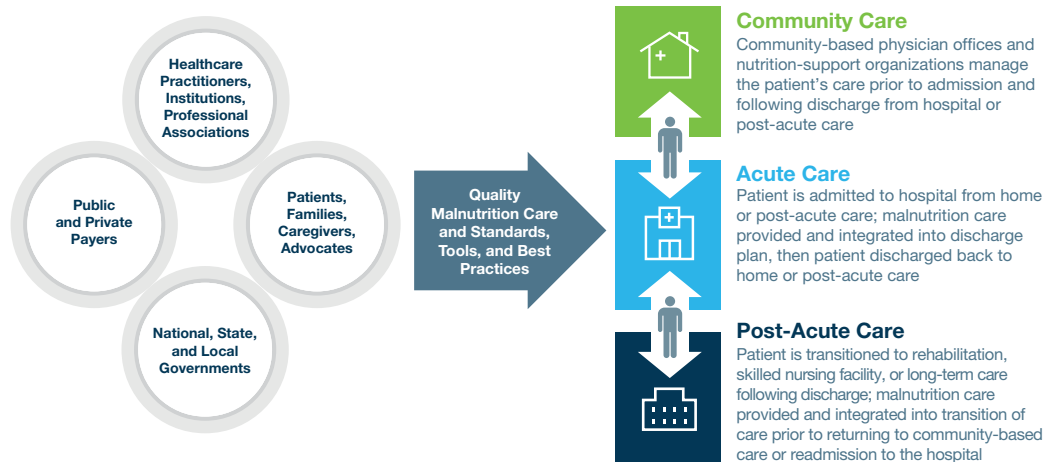 Healthcare
Practitioners,
Institutions,
Professional
Associations
Public
and Private
Payers
Patients,
Families,
Caregivers,
Advocates
National, State,
and Local
Governments
Quality
Malnutrition Care
and Standards,
Tools, and Best
Practices
Community Care
Community-based physician offices and
nutrition-support organizations manage
the patient’s care prior to admission and
following discharge from hospital or
post-acute care
Acute Care
Patient is admitted to hospital from home
or post-acute care; malnutrition care
provided and integrated into discharge
plan, then patient discharged back to
home or post-acute care
Post-Acute Care
Patient is transitioned to rehabilitation,
skilled nursing facility, or long-term care
following discharge; malnutrition care
provided and integrated into transition of
care prior to returning to community-based
care or readmission to the hospital